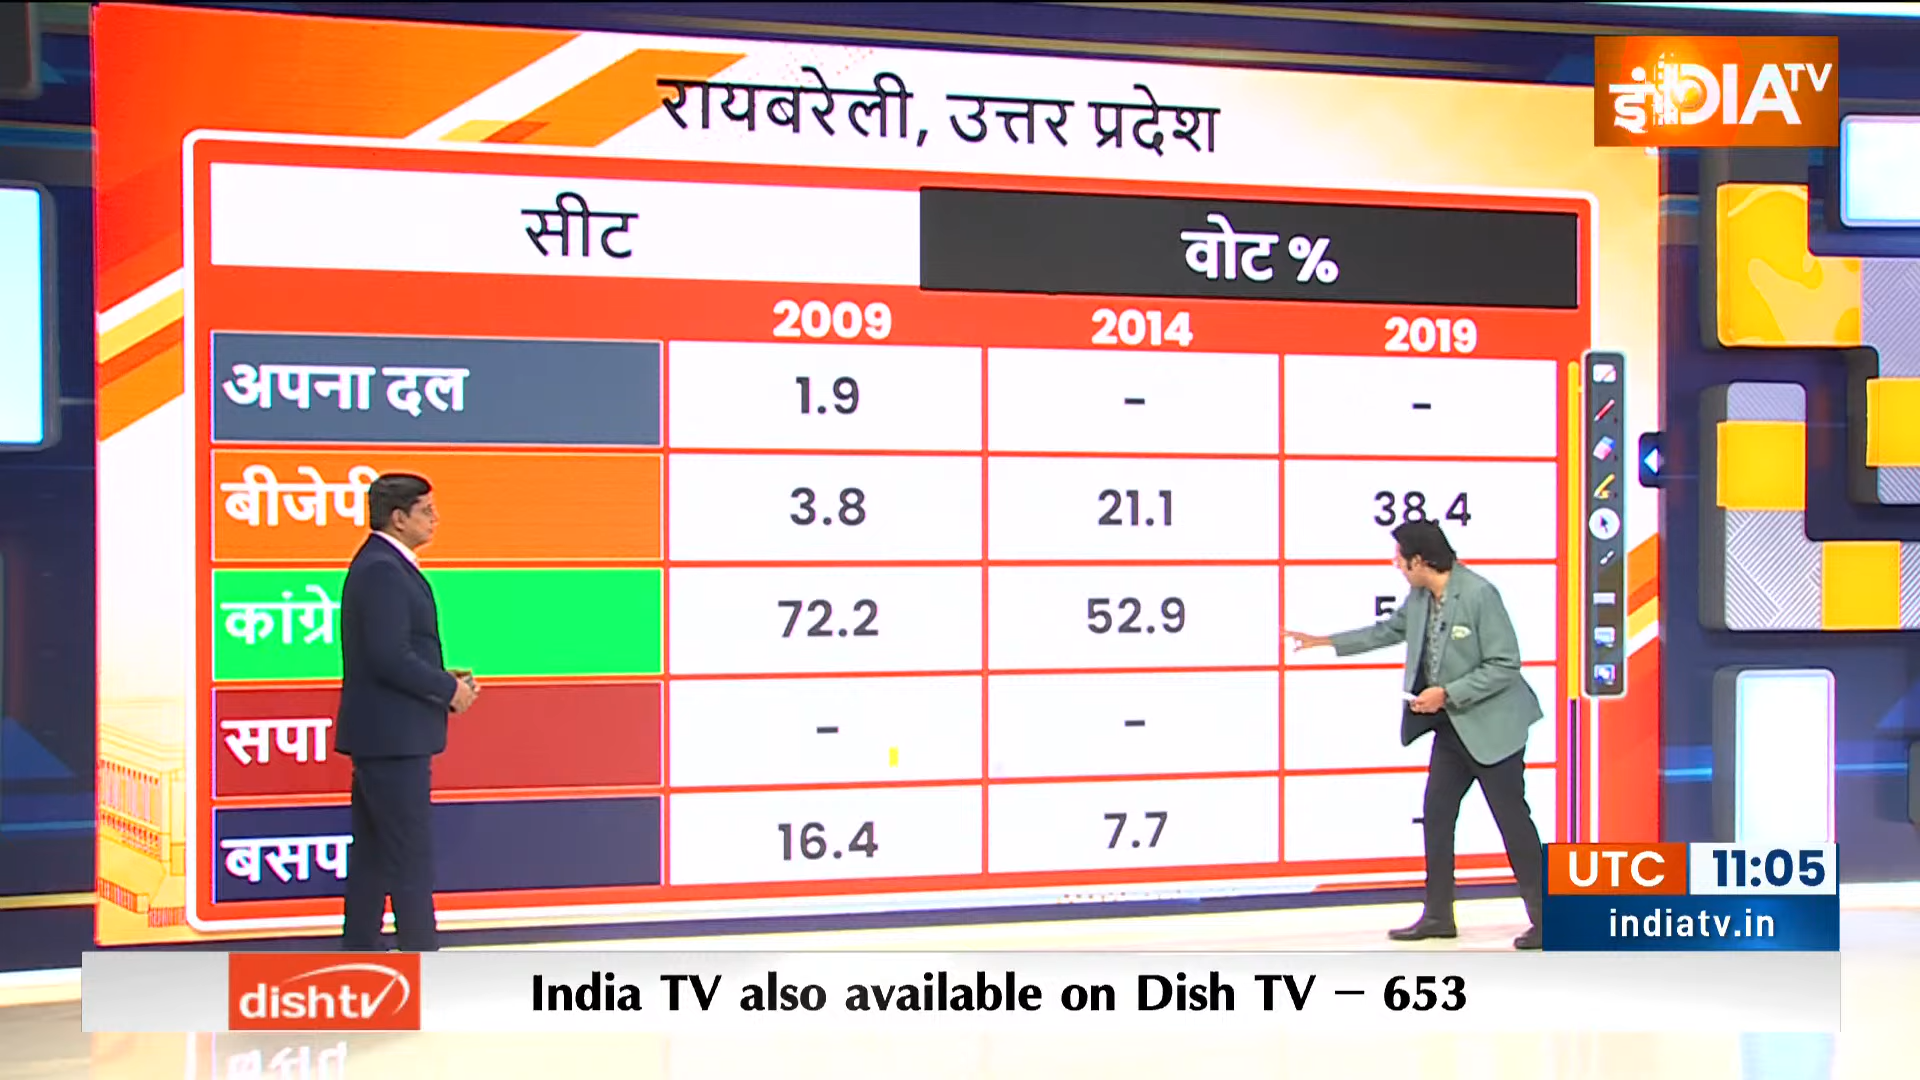 रायबरेली, उत्तर प्रदेश
इंDIATV
सीट
वोट %
2009 2014 2019
अपना दल 1.9 - -
बीजेपी 3.8 21.1 38.4
72.2 52.9
सपा - -
बसप 16.4 7.7
UTC 11:05
indiatv.in
dishtv India TV also available on Dish TV – 653